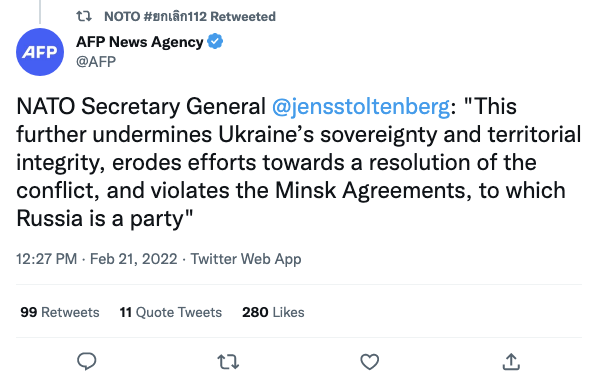 NOTO #ยกเลิก112 Retweeted
AFP
AFP News Agency
@AFP
NATO Secretary General @jensstoltenberg: "This
further undermines Ukraine’s sovereignty and territorial
integrity, erodes efforts towards a resolution of the
conflict, and violates the Minsk Agreements, to which
Russia is a party"
12:27 PM · Feb 21, 2022 · Twitter Web App
99 Retweets 11 Quote Tweets 280 Likes